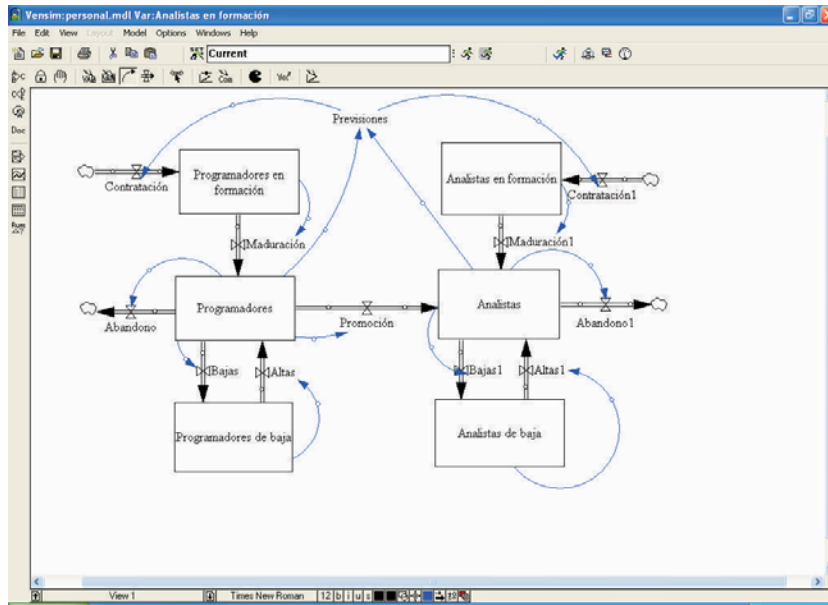 Vensim:personal.mdl Var:Analistas en formación
File Edit View Layout Model Options Windows Help
Current
Doc
Previsiones
Contratación
Programadores en
formación
Analistas en formación
Contratación1
Maduración
Maduración1
Programadores
Analistas
Abandono
Promoción
Abandono1
Bajas
Altas
Bajas1
Altas1
Programadores de baja
Analistas de baja
View 1
Times New Roman
12 b i u s